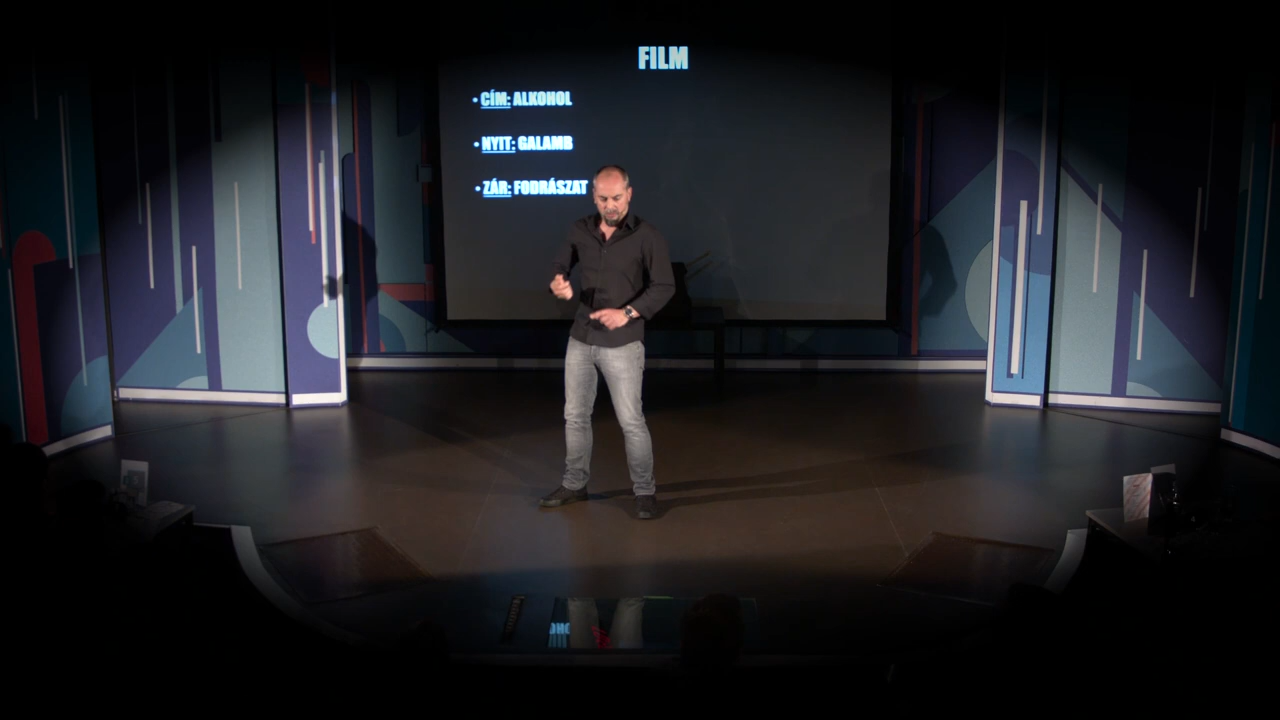 FILM
• CÍM: ALKOHOL
• NYIT: GALAMB
• ZÁR: FODRÁSZAT